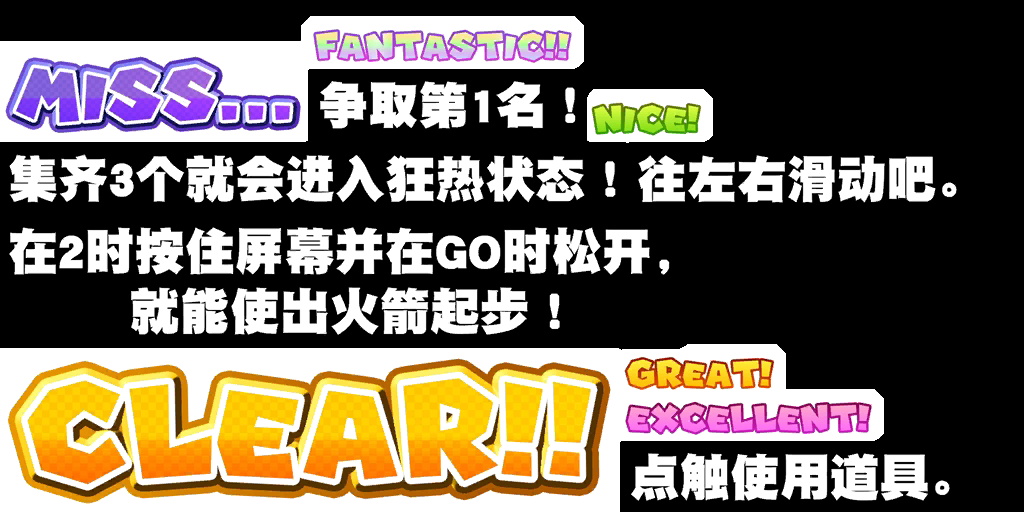 FANTASTIC!!
MISS...
争取第1名！
NICE!
集齐3个就会进入狂热状态！往左右滑动吧。
在2时按住屏幕并在GO时松开，
就能使出火箭起步！
CLEAR!!
GREAT!
EXCELLENT!
点触使用道具。